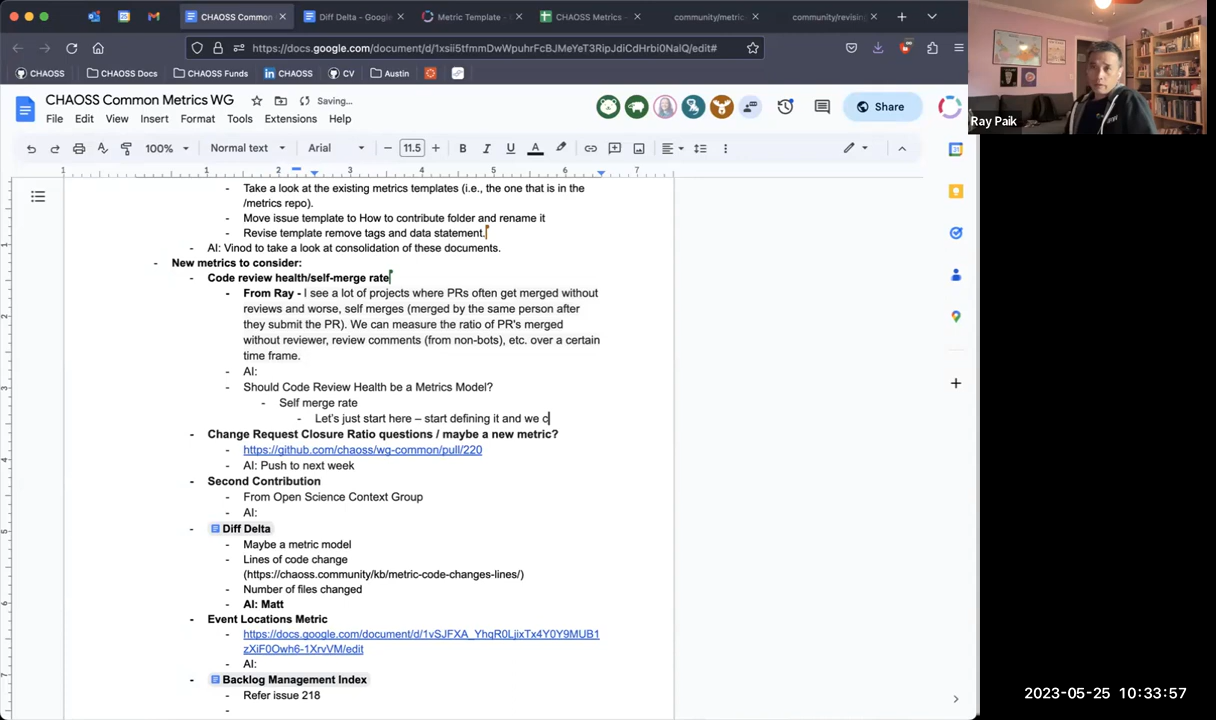 CHAOSS Common
Diff Delta - Google
Metric Template -
CHAOSS Metrics -
community/metric
community/revising
https://docs.google.com/document/d/1xsii5tfmmDwWpuhrFcBJMeYeT3RipJdiCdHrbi0NalQ/edit#
CHAOSS
CHAOSS Docs
CHAOSS Funds
CHAOSS
CV
Austin
CHAOSS Common Metrics WG
Saving...
File Edit View Insert Format Tools Extensions Help
Share
100%
Normal text
Arial
11.5
Ray Paik
- Take a look at the existing metrics templates (i.e., the one that is in the
/metrics repo).
- Move issue template to How to contribute folder and rename it
- Revise template remove tags and data statement.
- AI: Vinod to take a look at consolidation of these documents.
- New metrics to consider:
- Code review health/self-merge rate
- From Ray - I see a lot of projects where PRs often get merged without
reviews and worse, self merges (merged by the same person after
they submit the PR). We can measure the ratio of PR's merged
without reviewer, review comments (from non-bots), etc. over a certain
time frame.
- AI:
- Should Code Review Health be a Metrics Model?
- Self merge rate
- Let's just start here – start defining it and we c
- Change Request Closure Ratio questions / maybe a new metric?
- https://github.com/chaoss/wg-common/pull/220
- AI: Push to next week
- Second Contribution
- From Open Science Context Group
- AI:
- Diff Delta
- Maybe a metric model
- Lines of code change
(https://chaoss.community/kb/metric-code-changes-lines/)
- Number of files changed
- AI: Matt
- Event Locations Metric
- https://docs.google.com/document/d/1vSJFXA_YhqR0LjixTx4Y0Y9MUB1
zXiF0Owh6-1XrvVM/edit
- AI:
- Backlog Management Index
- Refer issue 218
-
2023-05-25 10:33:57